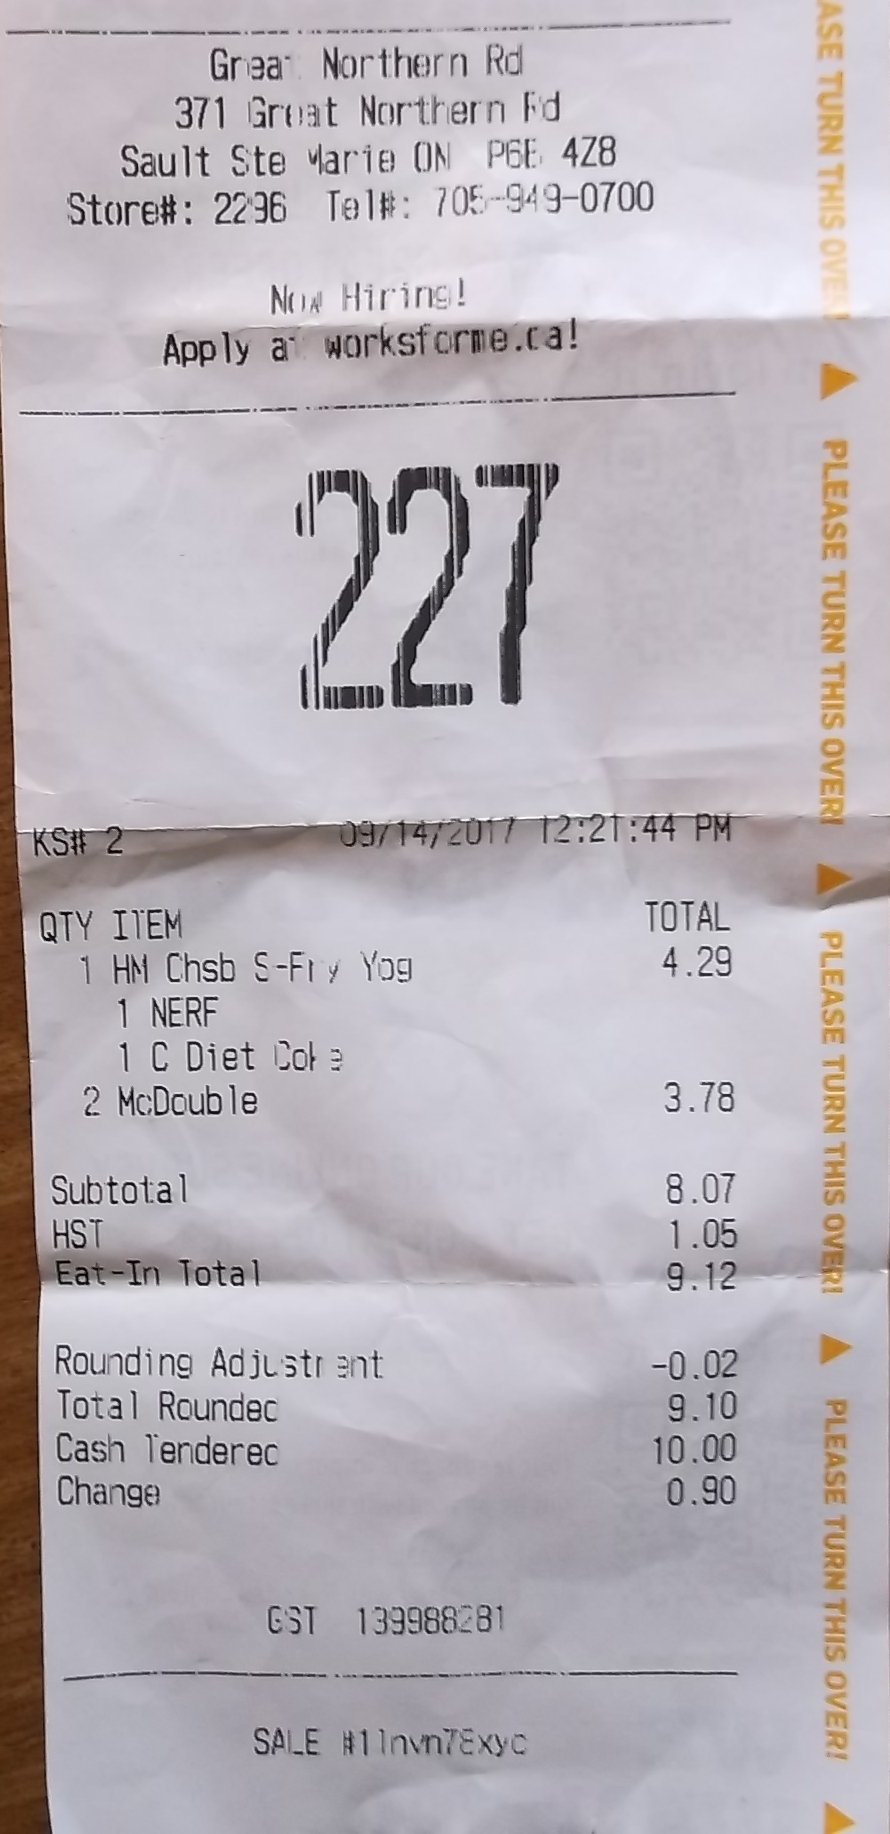 Great Northern Rd
371 Great Northern Rd
Sault Ste Marie ON P6B 4Z8
Store#: 2296 Tel#: 705-949-0700
Now Hiring!
Apply at worksforme.ca!
227
KS# 2 09/14/2017 12:21:44 PM
QTY ITEM TOTAL
1 HM Chsb S-Fry Yog 4.29
1 NERF
1 C Diet Coke
2 McDouble 3.78
Subtotal 8.07
HST 1.05
Eat-In Total 9.12
Rounding Adjustment -0.02
Total Rounded 9.10
Cash Tendered 10.00
Change 0.90
GST 139988281
SALE
ASE TURN THIS OVER!
PLEASE TURN THIS OVER!
PLEASE TURN THIS OVER!
PLEASE TURN THIS OVER!